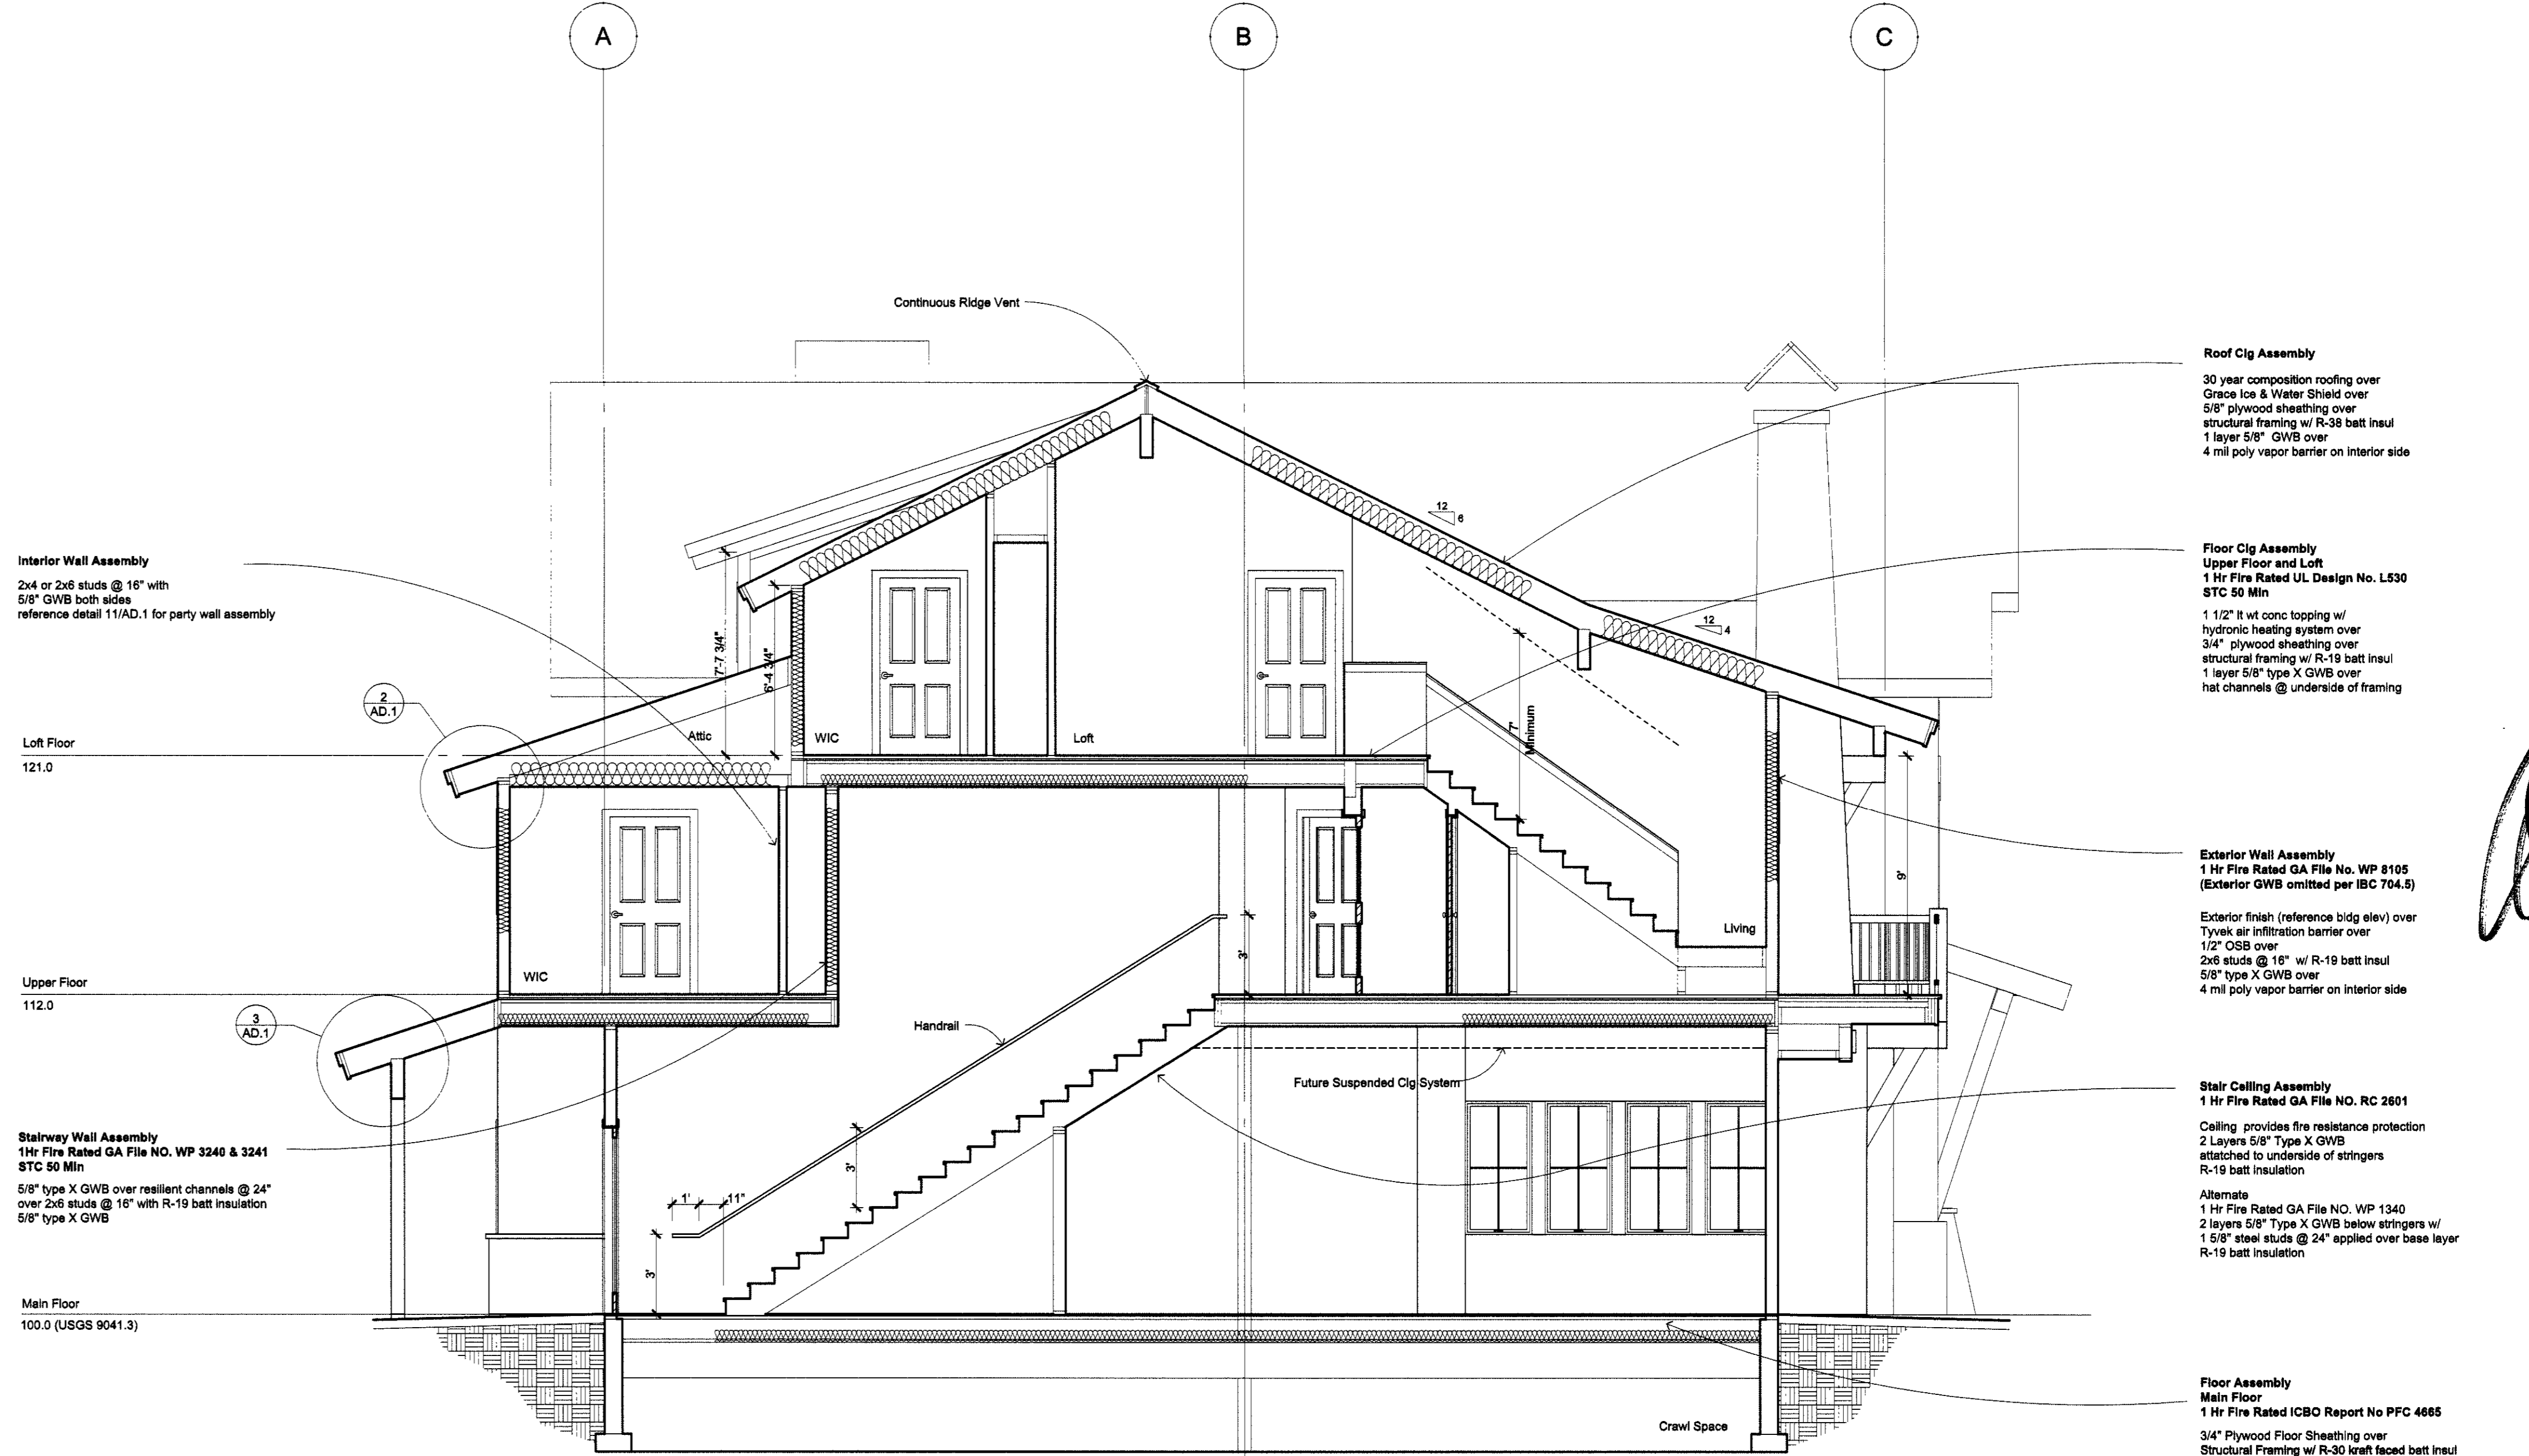 A
B
C
Continuous Ridge Vent
Roof Clg Assembly
30 year composition roofing over
Grace Ice & Water Shield over
5/8" plywood sheathing over
structural framing w/ R-38 batt insul
1 layer 5/8" GWB over
4 mil poly vapor barrier on interior side
12
6
12
4
Interior Wall Assembly
2x4 or 2x6 studs @ 16" with
5/8" GWB both sides
reference detail 11/AD.1 for party wall assembly
Floor Clg Assembly
Upper Floor and Loft
1 Hr Fire Rated UL Design No. L530
STC 50 Min
1 1/2" lt wt conc topping w/
hydronic heating system over
3/4" plywood sheathing over
structural framing w/ R-19 batt insul
1 layer 5/8" type X GWB over
hat channels @ underside of framing
7'-7 3/4"
6'-4 3/4"
2
AD.1
Attic
WIC
Loft
7'
Minimum
Loft Floor
121.0
9'
Exterior Wall Assembly
1 Hr Fire Rated GA File No. WP 8105
(Exterior GWB omitted per IBC 704.5)
Exterior finish (reference bldg elev) over
Tyvek air infiltration barrier over
1/2" OSB over
2x6 studs @ 16" w/ R-19 batt insul
5/8" type X GWB over
4 mil poly vapor barrier on interior side
Living
WIC
3'
Upper Floor
112.0
3
AD.1
Handrail
Future Suspended Clg System
Stair Ceiling Assembly
1 Hr Fire Rated GA File NO. RC 2601
Ceiling provides fire resistance protection
2 Layers 5/8" Type X GWB
attatched to underside of stringers
R-19 batt insulation
Alternate
1 Hr Fire Rated GA File NO. WP 1340
2 layers 5/8" Type X GWB below stringers w/
1 5/8" steel studs @ 24" applied over base layer
R-19 batt insulation
Stairway Wall Assembly
1Hr Fire Rated GA File NO. WP 3240 & 3241
STC 50 Min
5/8" type X GWB over resilient channels @ 24"
over 2x6 studs @ 16" with R-19 batt insulation
5/8" type X GWB
3'
1'
11"
3'
Main Floor
100.0 (USGS 9041.3)
Crawl Space
Floor Assembly
Main Floor
1 Hr Fire Rated ICBO Report No PFC 4665
3/4" Plywood Floor Sheathing over
Structural Framing w/ R-30 kraft faced batt insul